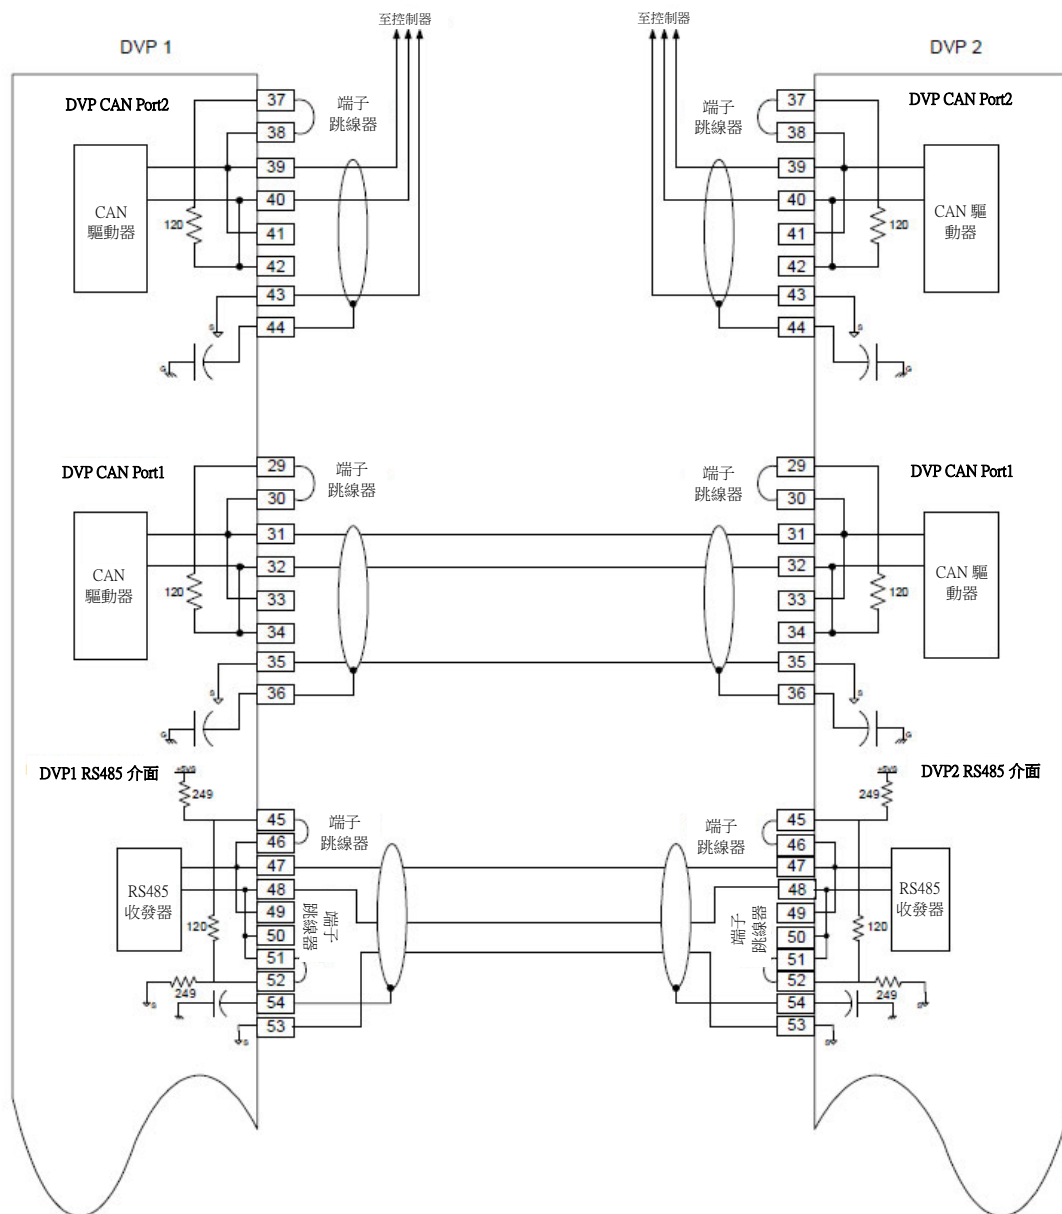 至控制器
至控制器
DVP 1
DVP 2
DVP CAN Port2
CAN
驅動器
120
37
38
39
40
41
42
43
44
S
G
端子
跳線器
端子
跳線器
37
38
39
40
41
42
43
44
DVP CAN Port2
CAN 驅
動器
120
S
G
DVP CAN Port1
CAN
驅動器
120
29
30
31
32
33
34
35
36
S
G
端子
跳線器
端子
跳線器
29
30
31
32
33
34
35
36
DVP CAN Port1
CAN 驅
動器
120
S
G
DVP1 RS485 介面
+5VG
249
RS485
收發器
120
249
S
S
45
46
47
48
49
50
51
52
54
53
端子
跳線器
端子
跳線器
端子
跳線器
端子
跳線器
45
46
47
48
49
50
51
52
54
53
DVP2 RS485 介面
+5VG
249
RS485
收發器
120
249
S
S